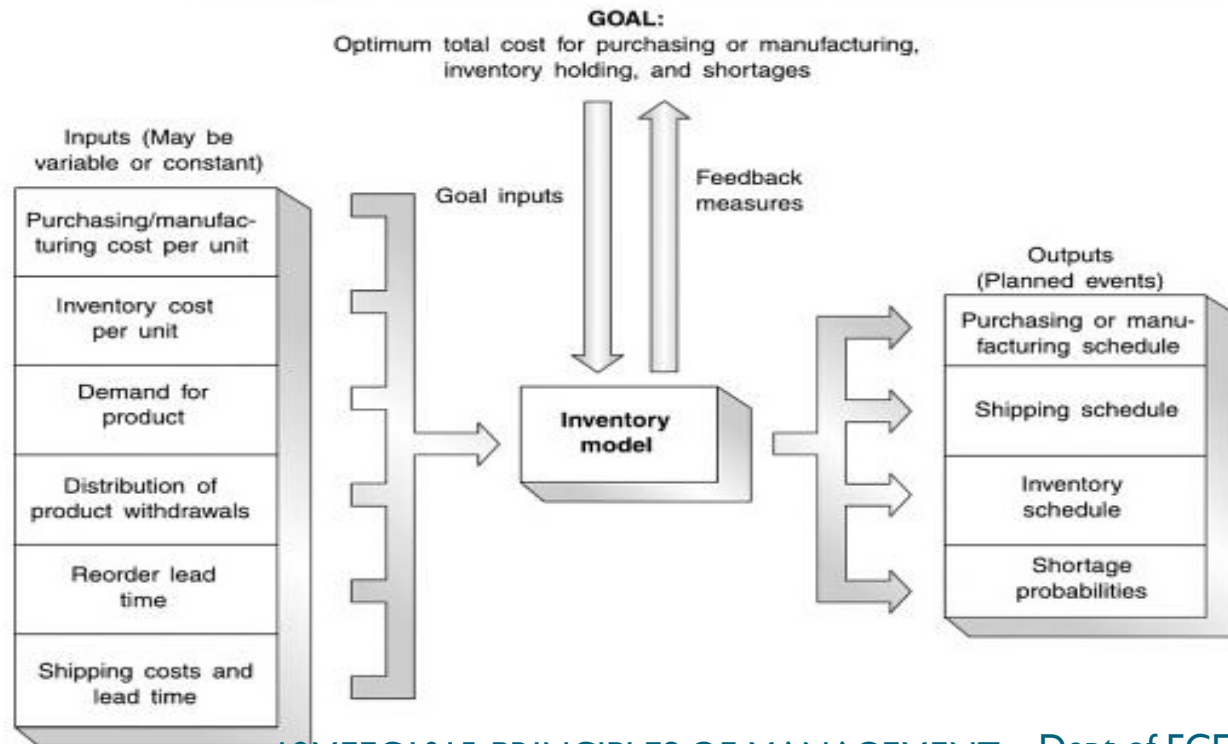 GOAL:
Optimum total cost for purchasing or manufacturing,
inventory holding, and shortages
Inputs (May be
variable or constant)
Purchasing/manufac-
turing cost per unit
Inventory cost
per unit
Demand for
product
Distribution of
product withdrawals
Reorder lead
time
Shipping costs and
lead time
Goal inputs
Feedback
measures
Inventory
model
Outputs
(Planned events)
Purchasing or manu-
facturing schedule
Shipping schedule
Inventory
schedule
Shortage
probabilities
PRINCIPLES OF MANAGEMENT Dept of ECE